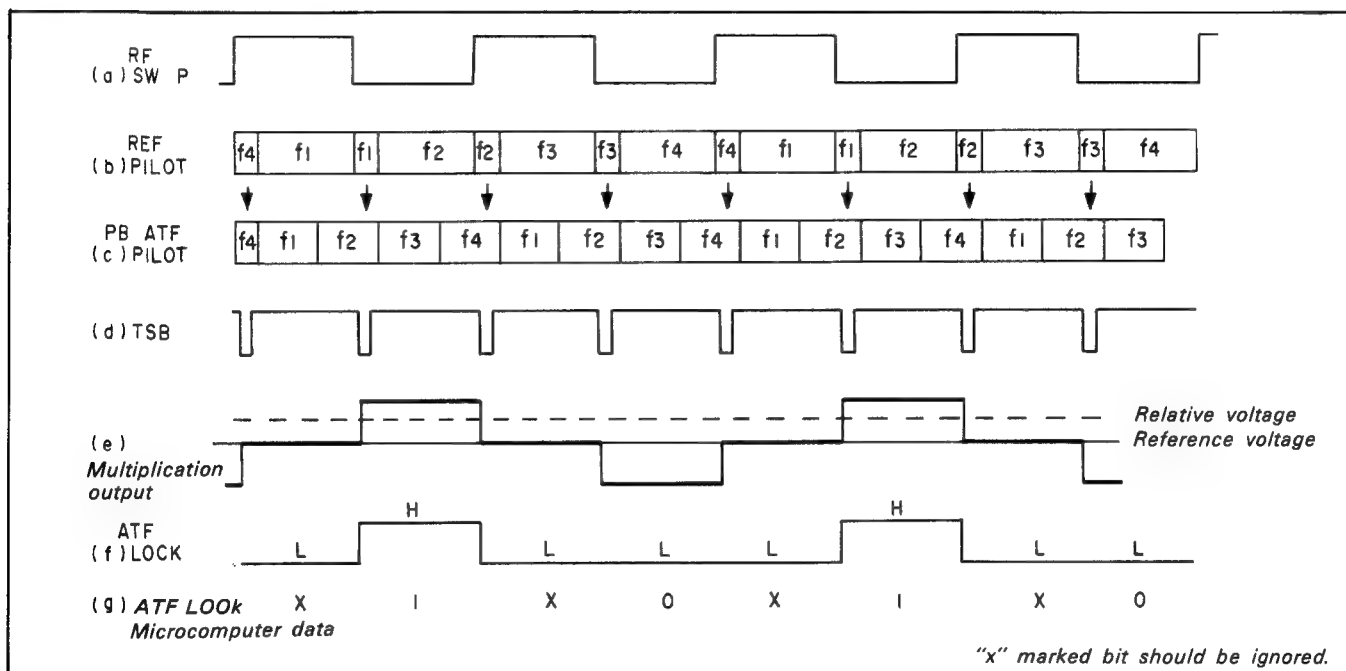 RF
(a) SW P
REF
(b) PILOT
f4 f1 f1 f2 f2 f3 f3 f4 f4 f1 f1 f2 f2 f3 f3 f4
PB ATF
(c) PILOT
f4 f1 f2 f3 f4 f1 f2 f3 f4 f1 f2 f3 f4 f1 f2 f3
(d) TSB
Relative voltage
(e)
Reference voltage
Multiplication
output
H H
ATF
(f) LOCK
L L L L L L
(g) ATF LOOk
X 1 X 0 X 1 X 0
Microcomputer data
"x" marked bit should be ignored.